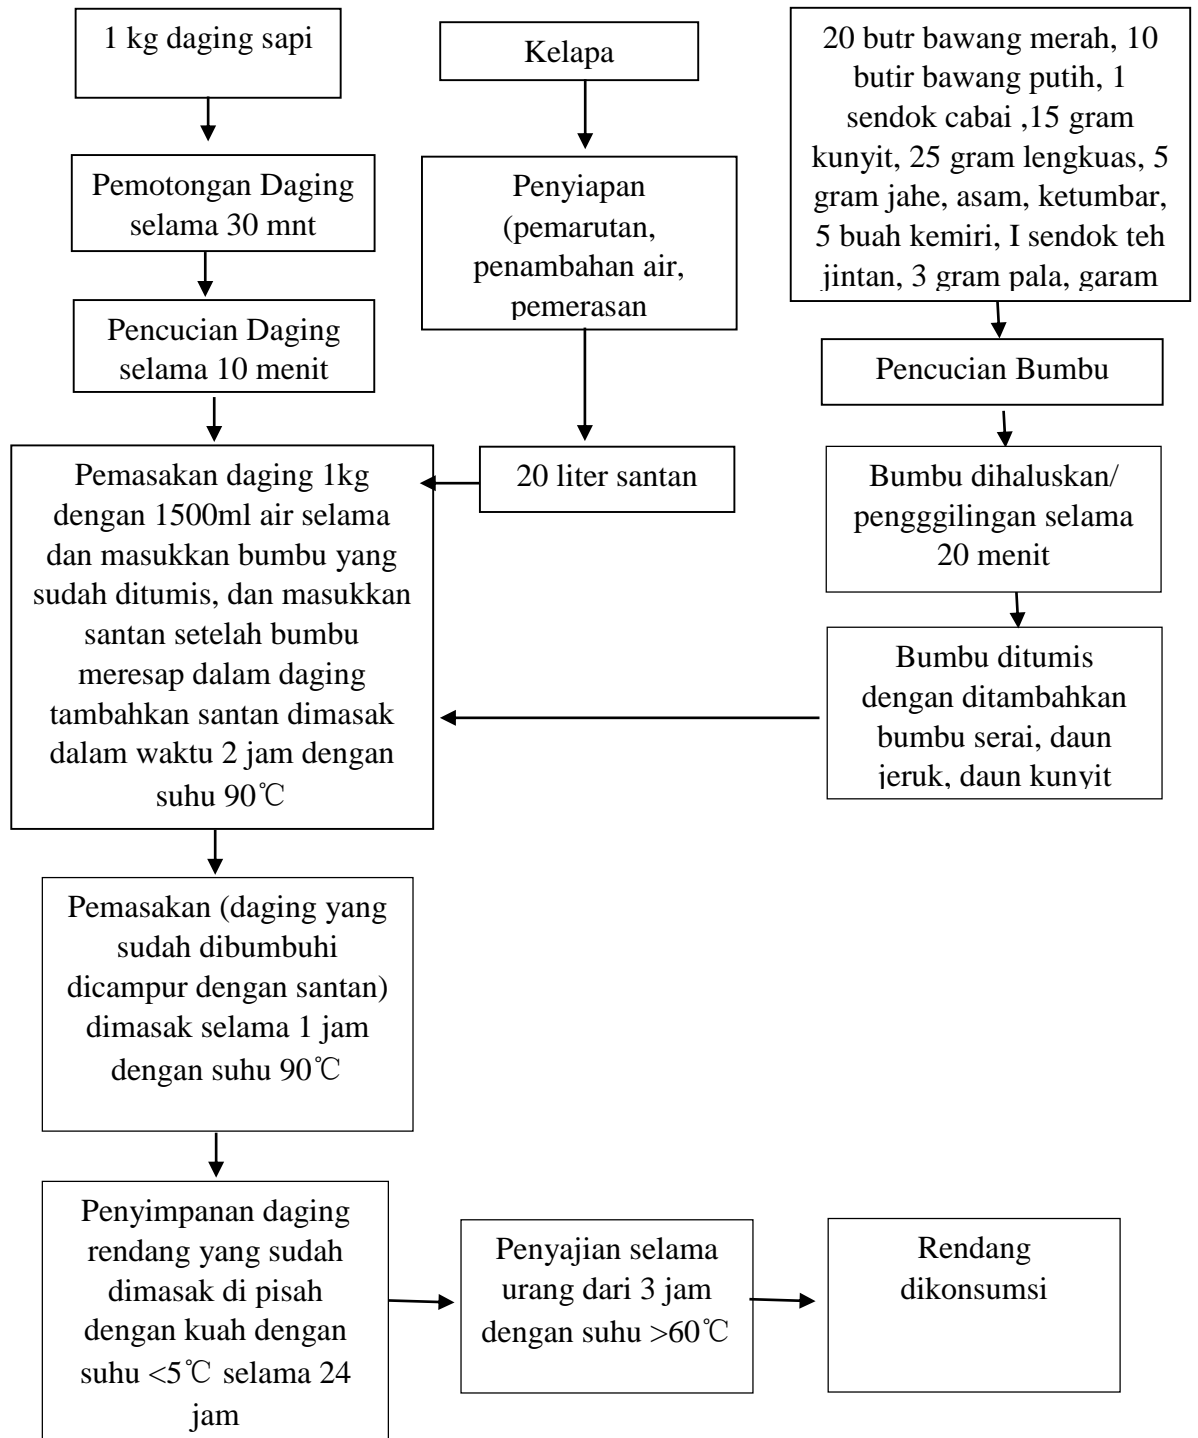 1 kg daging sapi
Pemotongan Daging
selama 30 mnt
Pencucian Daging
selama 10 menit
Kelapa
Penyiapan
(pemarutan,
penambahan air,
pemerasan
20 liter santan
20 butr bawang merah, 10
butir bawang putih, 1
sendok cabai ,15 gram
kunyit, 25 gram lengkuas, 5
gram jahe, asam, ketumbar,
5 buah kemiri, I sendok teh
jintan, 3 gram pala, garam
Pencucian Bumbu
Bumbu dihaluskan/
pengggilingan selama
20 menit
Bumbu ditumis
dengan ditambahkan
bumbu serai, daun
jeruk, daun kunyit
Pemasakan daging 1kg
dengan 1500ml air selama
dan masukkan bumbu yang
sudah ditumis, dan masukkan
santan setelah bumbu
meresap dalam daging
tambahkan santan dimasak
dalam waktu 2 jam dengan
suhu 90℃
Pemasakan (daging yang
sudah dibumbuhi
dicampur dengan santan)
dimasak selama 1 jam
dengan suhu 90℃
Penyimpanan daging
rendang yang sudah
dimasak di pisah
dengan kuah dengan
suhu <5℃ selama 24
jam
Penyajian selama
urang dari 3 jam
dengan suhu >60℃
Rendang
dikonsumsi